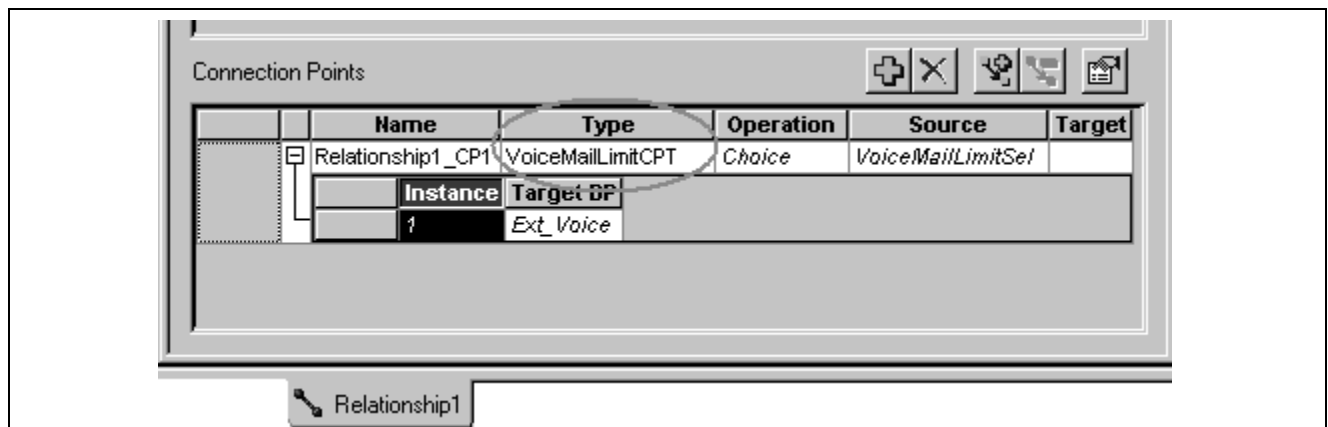 Connection Points
Name Type Operation Source Target
Relationship1_CP1 VoiceMailLimitCPT Choice VoiceMailLimitSel
Instance Target DP
1 Ext_Voice
Relationship1